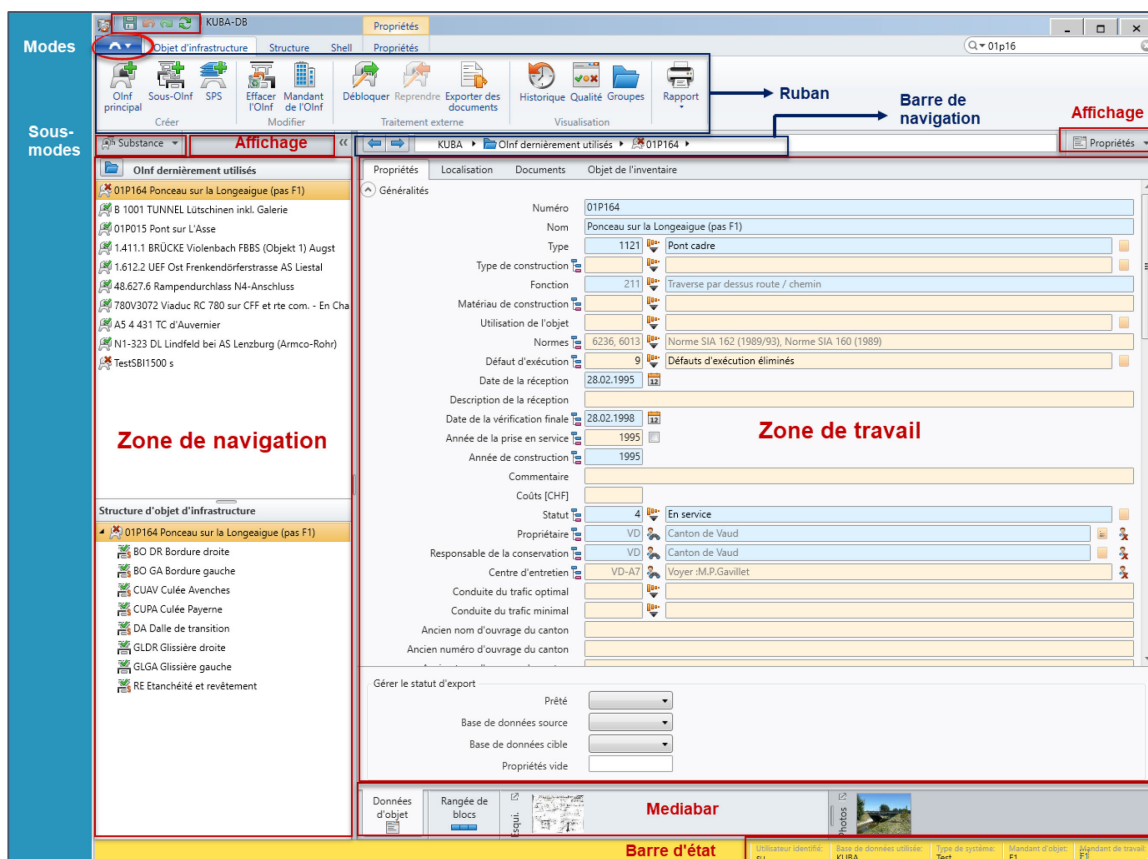 KUBA-DB
Propriétés
Modes
Objet d'infrastructure Structure Shell Propriétés
01p16
OInf principal
Sous-OInf
SPS
Effacer l'OInf
Mandant de l'OInf
Débloquer
Reprendre
Exporter des documents
Historique
Qualité
Groupes
Rapport
Créer
Modifier
Traitement externe
Visualisation
Ruban
Barre de navigation
Affichage
Sous-modes
Substance
Affichage
KUBA OInf dernièrement utilisés 01P164
Propriétés
OInf dernièrement utilisés
01P164 Ponceau sur la Longeaigue (pas F1)
B 1001 TUNNEL Lütschinen inkl. Galerie
01P015 Pont sur L'Asse
1.411.1 BRÜCKE Violenbach FBBS (Objekt 1) Augst
1.612.2 UEF Ost Frenkendörferstrasse AS Liestal
48.627.6 Rampendurchlass N4-Anschluss
780V3072 Viaduc RC 780 sur CFF et rte com. - En Cha
A5 4 431 TC d'Auvernier
N1-323 DL Lindfeld bei AS Lenzburg (Armco-Rohr)
TestSBI1500 s
Zone de navigation
Structure d'objet d'infrastructure
01P164 Ponceau sur la Longeaigue (pas F1)
BO DR Bordure droite
BO GA Bordure gauche
CUAV Culée Avenches
CUPA Culée Payerne
DA Dalle de transition
GLDR Glissière droite
GLGA Glissière gauche
RE Etanchéité et revêtement
Propriétés Localisation Documents Objet de l'inventaire
Généralités
Numéro 01P164
Nom Ponceau sur la Longeaigue (pas F1)
Type 1121 Pont cadre
Type de construction
Fonction 211 Traverse par dessus route / chemin
Matériau de construction
Utilisation de l'objet
Normes 6236, 6013 Norme SIA 162 (1989/93), Norme SIA 160 (1989)
Défaut d'exécution 9 Défauts d'exécution éliminés
Date de la réception 28.02.1995 12
Description de la réception
Date de la vérification finale 28.02.1998 12
Année de la prise en service 1995
Zone de travail
Année de construction 1995
Commentaire
Coûts [CHF]
Statut 4 En service
Propriétaire VD Canton de Vaud
Responsable de la conservation VD Canton de Vaud
Centre d'entretien VD-A7 Voyer :M.P.Gavillet
Conduite du trafic optimal
Conduite du trafic minimal
Ancien nom d'ouvrage du canton
Ancien numéro d'ouvrage du canton
Gérer le statut d'export
Prêté
Base de données source
Base de données cible
Propriétés vide
Données d'objet
Rangée de blocs
Esqui.
Mediabar
Photos
Barre d'état
Utilisateur identifié:
Base de données utilisée: KUBA
Type de système: Test
Mandant d'objet: F1
Mandant de travail: F1